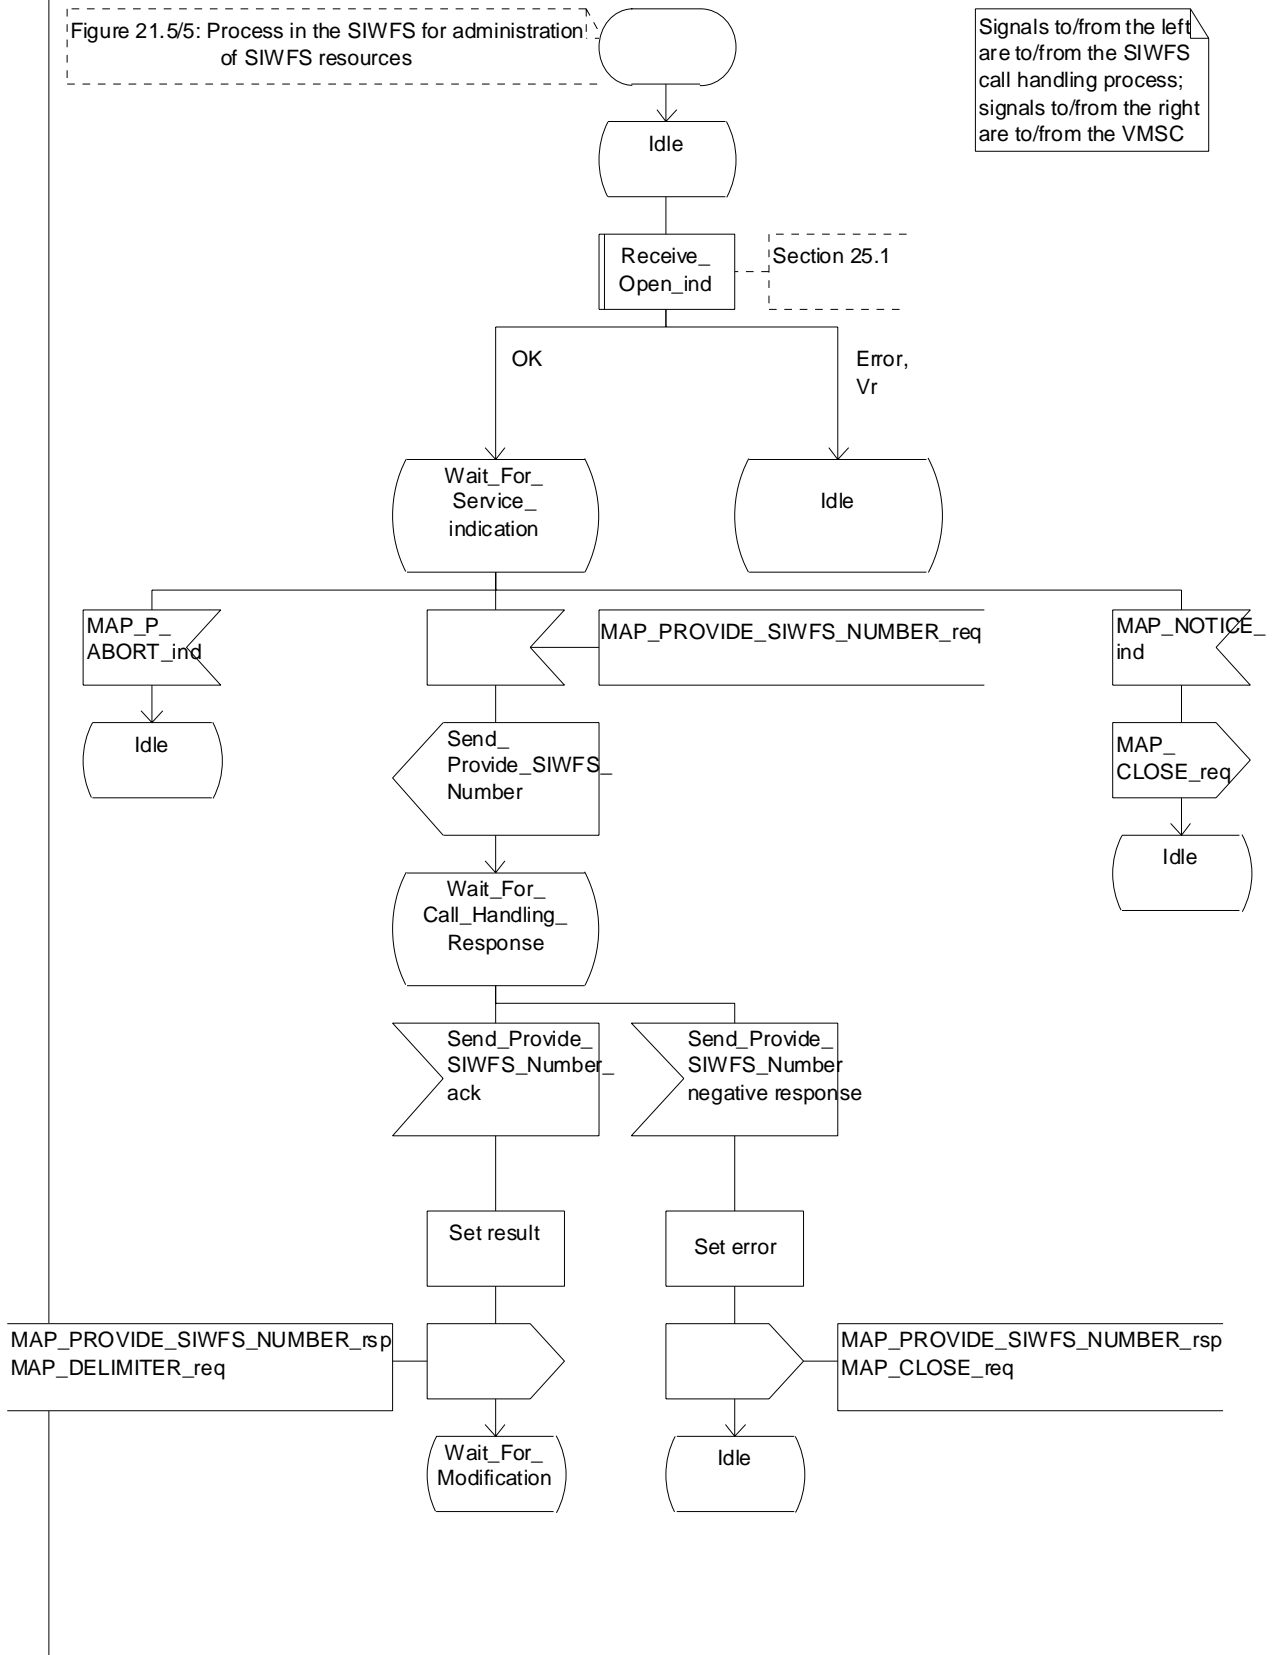 Figure 21.5/5: Process in the SIWFS for administration
of SIWFS resources
Signals to/from the left
are to/from the SIWFS
call handling process;
signals to/from the right
are to/from the VMSC
Idle
Receive_
Open_ind
Section 25.1
OK
Error,
Vr
Wait_For_
Service_
indication
Idle
MAP_P_
ABORT_ind
MAP_PROVIDE_SIWFS_NUMBER_req
MAP_NOTICE_
ind
Idle
Send_
Provide_SIWFS_
Number
MAP_
CLOSE_req
Idle
Wait_For_
Call_Handling_
Response
Send_Provide_
SIWFS_Number_
ack
Send_Provide_
SIWFS_Number
negative response
Set result
Set error
MAP_PROVIDE_SIWFS_NUMBER_rsp
MAP_DELIMITER_req
MAP_PROVIDE_SIWFS_NUMBER_rsp
MAP_CLOSE_req
Wait_For_
Modification
Idle